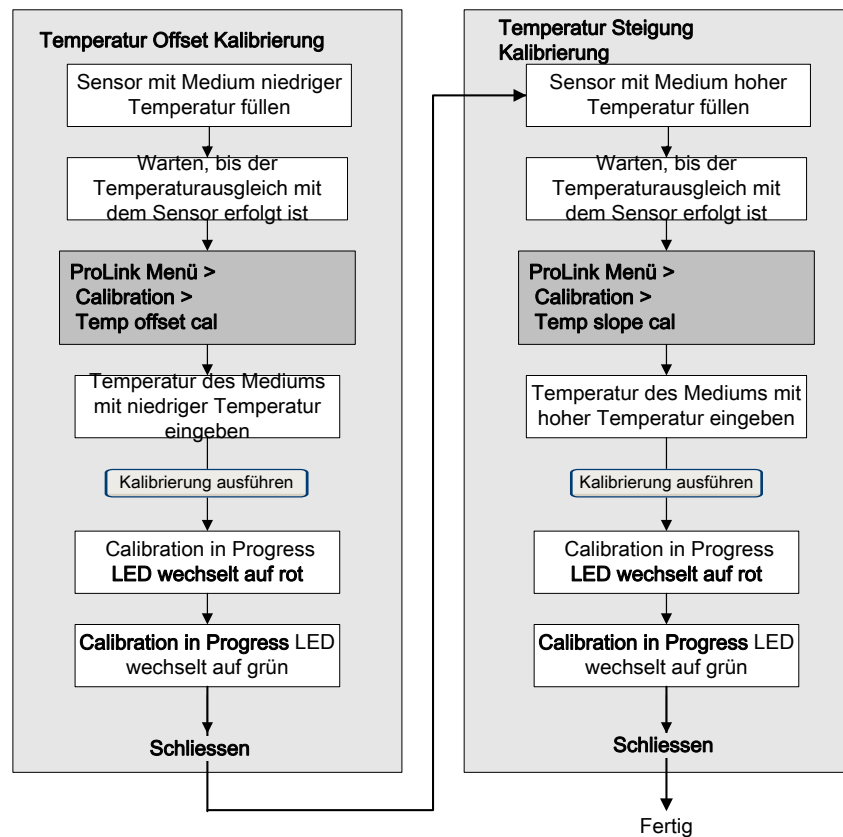 Temperatur Offset Kalibrierung
Sensor mit Medium niedriger
Temperatur füllen
Warten, bis der
Temperaturausgleich mit
dem Sensor erfolgt ist
ProLink Menü >
Calibration >
Temp offset cal
Temperatur des Mediums
mit niedriger Temperatur
eingeben
Kalibrierung ausführen
Calibration in Progress
LED wechselt auf rot
Calibration in Progress LED
wechselt auf grün
Schliessen
Temperatur Steigung
Kalibrierung
Sensor mit Medium hoher
Temperatur füllen
Warten, bis der
Temperaturausgleich mit
dem Sensor erfolgt ist
ProLink Menü >
Calibration >
Temp slope cal
Temperatur des Mediums mit
hoher Temperatur eingeben
Kalibrierung ausführen
Calibration in Progress
LED wechselt auf rot
Calibration in Progress LED
wechselt auf grün
Schliessen
Fertig